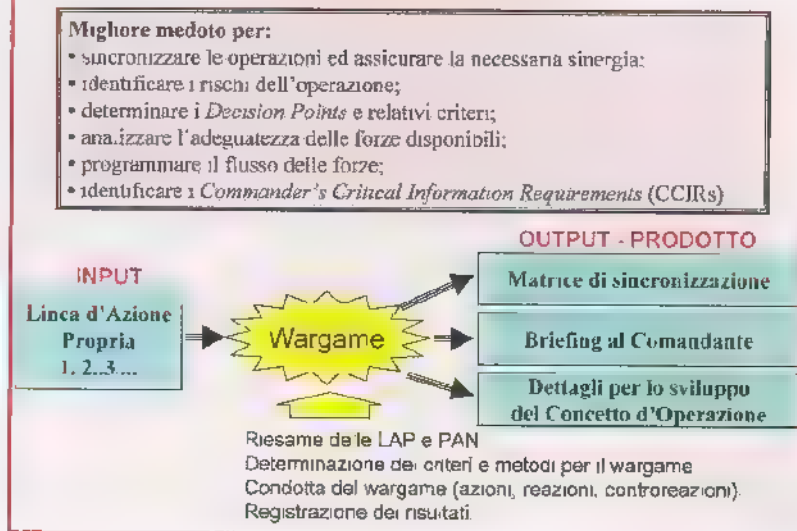 Migliore medoto per:
• sincronizzare le operazioni ed assicurare la necessaria sinergia;
• identificare i rischi dell'operazione;
• determinare i Decision Points e relativi criteri;
• analizzare l'adeguatezza delle forze disponibili;
• programmare il flusso delle forze;
• identificare i Commander's Critical Information Requirements (CCIRs)
INPUT
Linea d'Azione
Propria
1, 2..3 ...
Wargame
OUTPUT - PRODOTTO
Matrice di sincronizzazione
Briefing al Comandante
Dettagli per lo sviluppo
del Concetto d'Operazione
Riesame delle LAP e PAN
Determinazione dei criteri e metodi per il wargame
Condotta del wargame (azioni, reazioni, controreazioni).
Registrazione dei risultati.